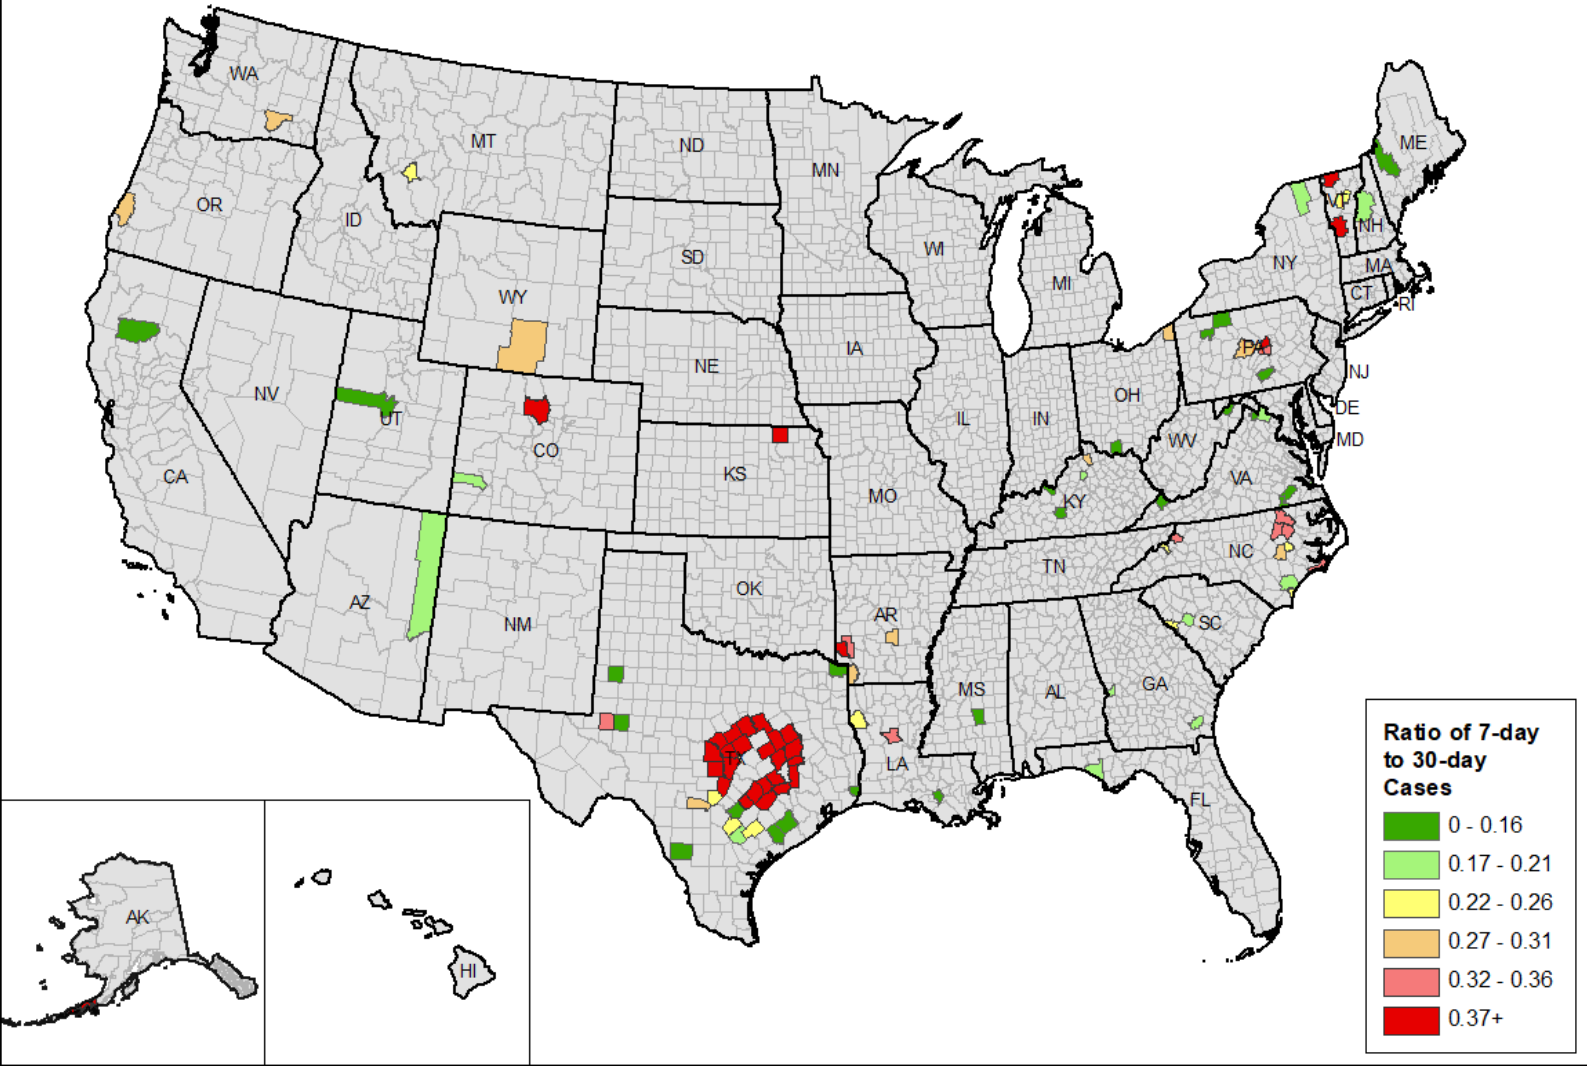 WA
MT
ND
MN
ME
OR
ID
SD
WI
MI
VT
NH
NY
MA
CT
RI
WY
NE
IA
PA
NJ
NV
UT
CO
IL
IN
OH
DE
MD
WV
CA
KS
MO
KY
VA
AZ
NM
OK
TN
NC
AR
SC
MS
AL
GA
TX
LA
FL
AK
HI
Ratio of 7-day
to 30-day
Cases
0 - 0.16
0.17 - 0.21
0.22 - 0.26
0.27 - 0.31
0.32 - 0.36
0.37+